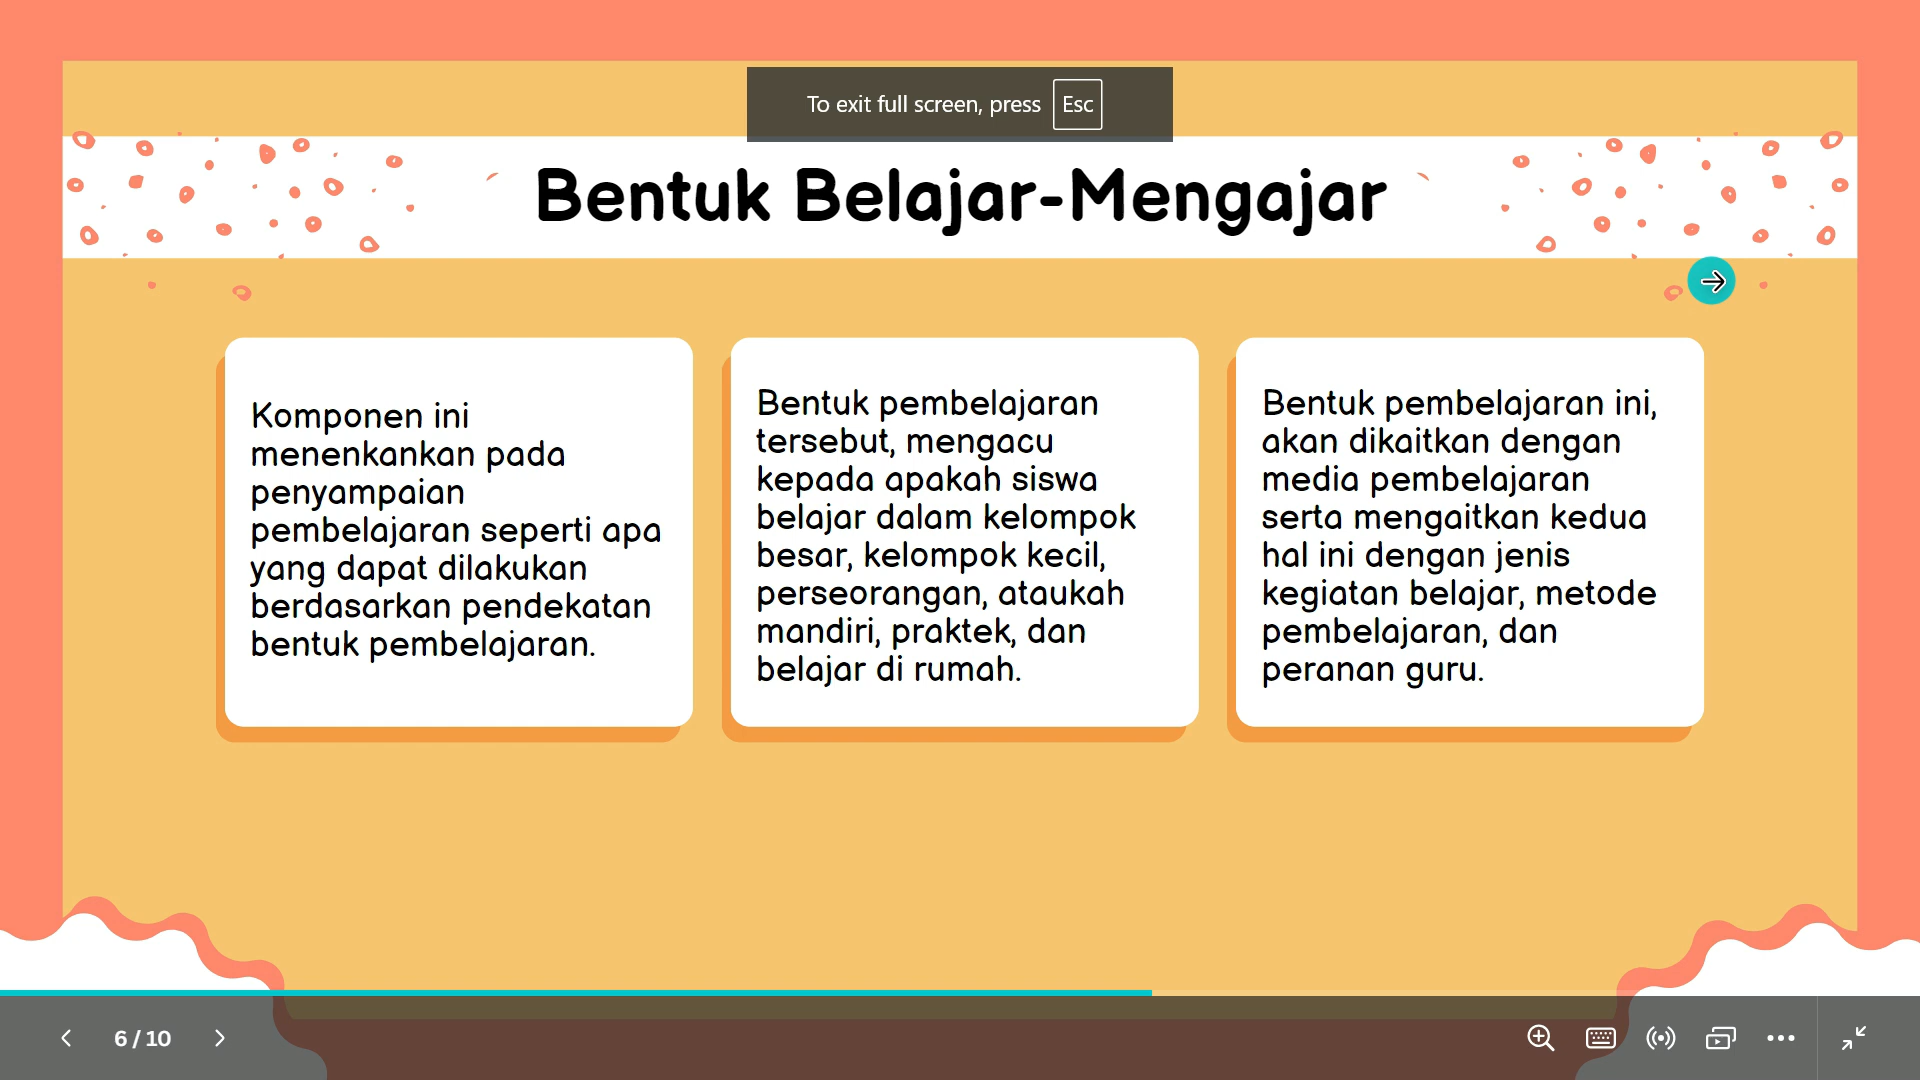 To exit full screen, press Esc
Bentuk Belajar-Mengajar
Komponen ini
menenkankan pada
penyampaian
pembelajaran seperti apa
yang dapat dilakukan
berdasarkan pendekatan
bentuk pembelajaran.
Bentuk pembelajaran
tersebut, mengacu
kepada apakah siswa
belajar dalam kelompok
besar, kelompok kecil,
perseorangan, ataukah
mandiri, praktek, dan
belajar di rumah.
Bentuk pembelajaran ini,
akan dikaitkan dengan
media pembelajaran
serta mengaitkan kedua
hal ini dengan jenis
kegiatan belajar, metode
pembelajaran, dan
peranan guru.
6 / 10